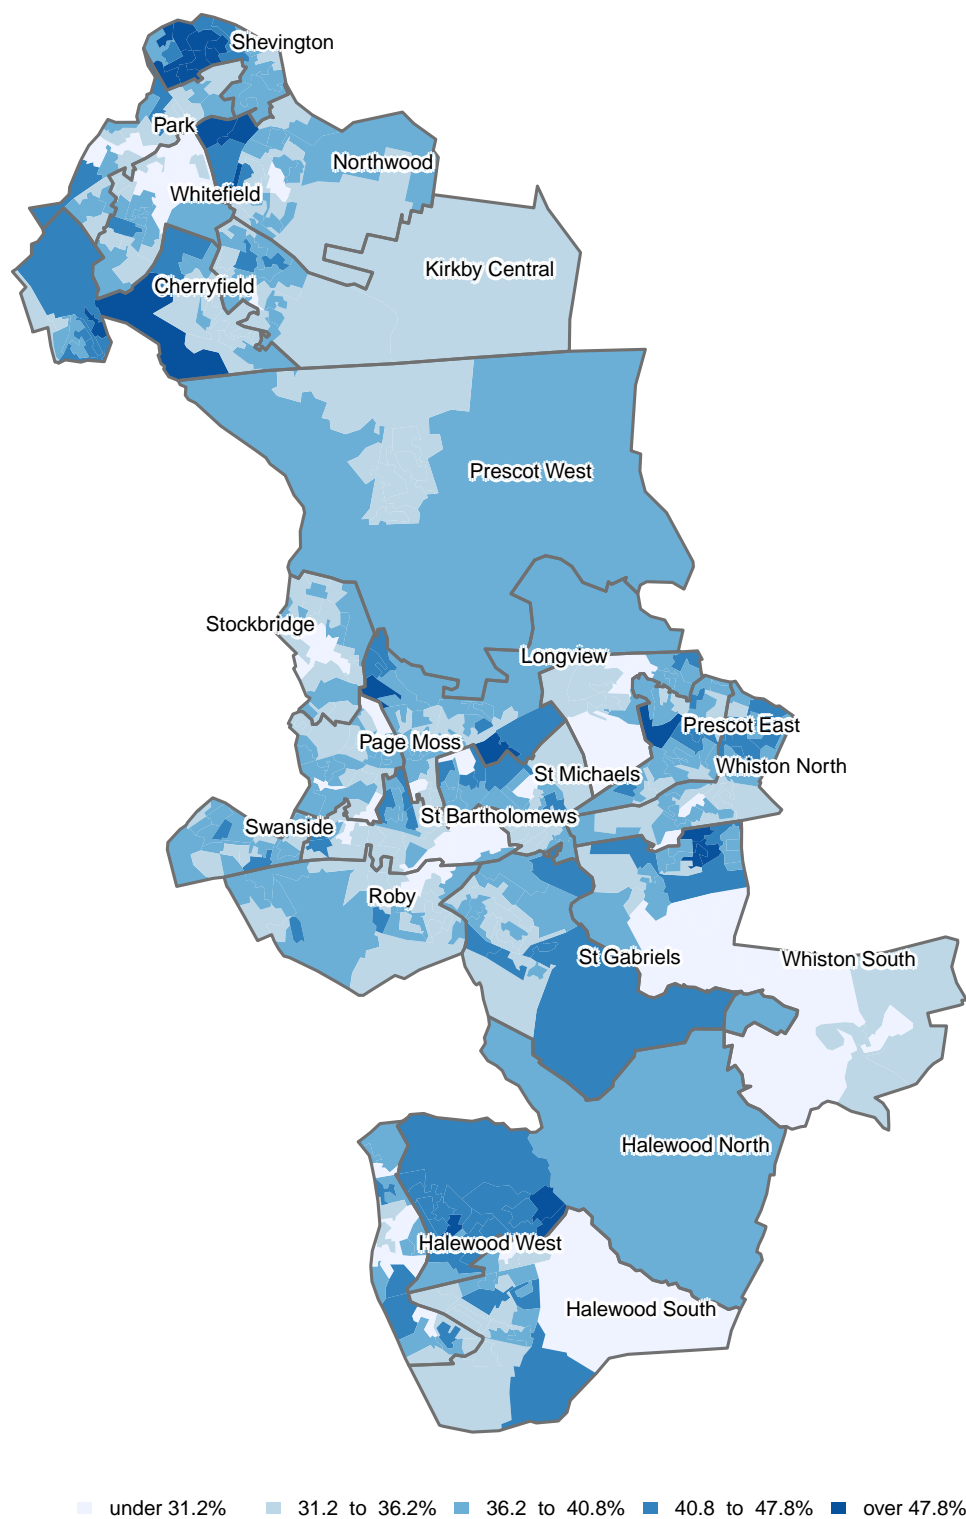 Shevington
Park
Northwood
Whitefield
Kirkby Central
Cherryfield
Prescot West
Stockbridge
Longview
Prescot East
Page Moss
Whiston North
St Michaels
St Bartholomews
Swanside
Roby
St Gabriels
Whiston South
Halewood North
Halewood West
Halewood South
under 31.2% 31.2 to 36.2% 36.2 to 40.8% 40.8 to 47.8% over 47.8%